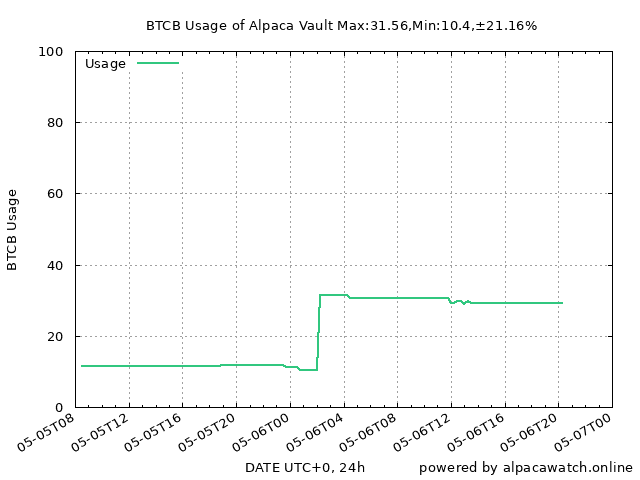 BTCB Usage of Alpaca Vault Max:31.56,Min:10.4,±21.16%
Usage
BTCB Usage
100
80
60
40
20
0
05-05T08
05-05T12
05-05T16
05-05T20
05-06T00
05-06T04
05-06T08
05-06T12
05-06T16
05-06T20
05-07T00
DATE UTC+0, 24h
powered by alpacawatch.online